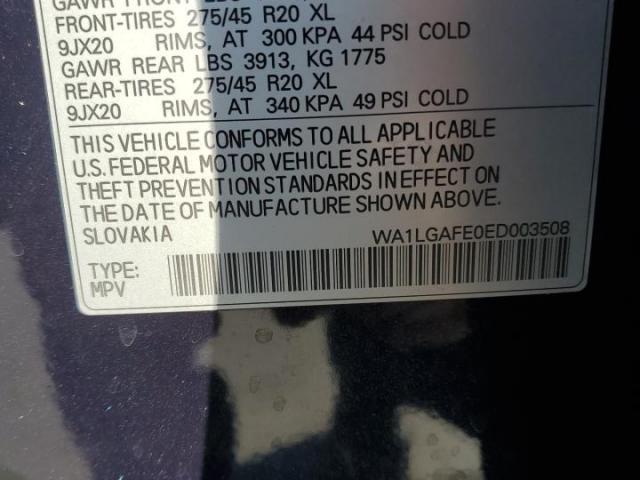 GAWR FRONT LBS
FRONT-TIRES 275/45 R20 XL
9JX20 RIMS, AT 300 KPA 44 PSI COLD
GAWR REAR LBS 3913, KG 1775
REAR-TIRES 275/45 R20 XL
9JX20 RIMS, AT 340 KPA 49 PSI COLD
THIS VEHICLE CONFORMS TO ALL APPLICABLE
U.S. FEDERAL MOTOR VEHICLE SAFETY AND
THEFT PREVENTION STANDARDS IN EFFECT ON
THE DATE OF MANUFACTURE SHOWN ABOVE.
SLOVAKIA WA1LGAFE0ED003508
TYPE:
MPV